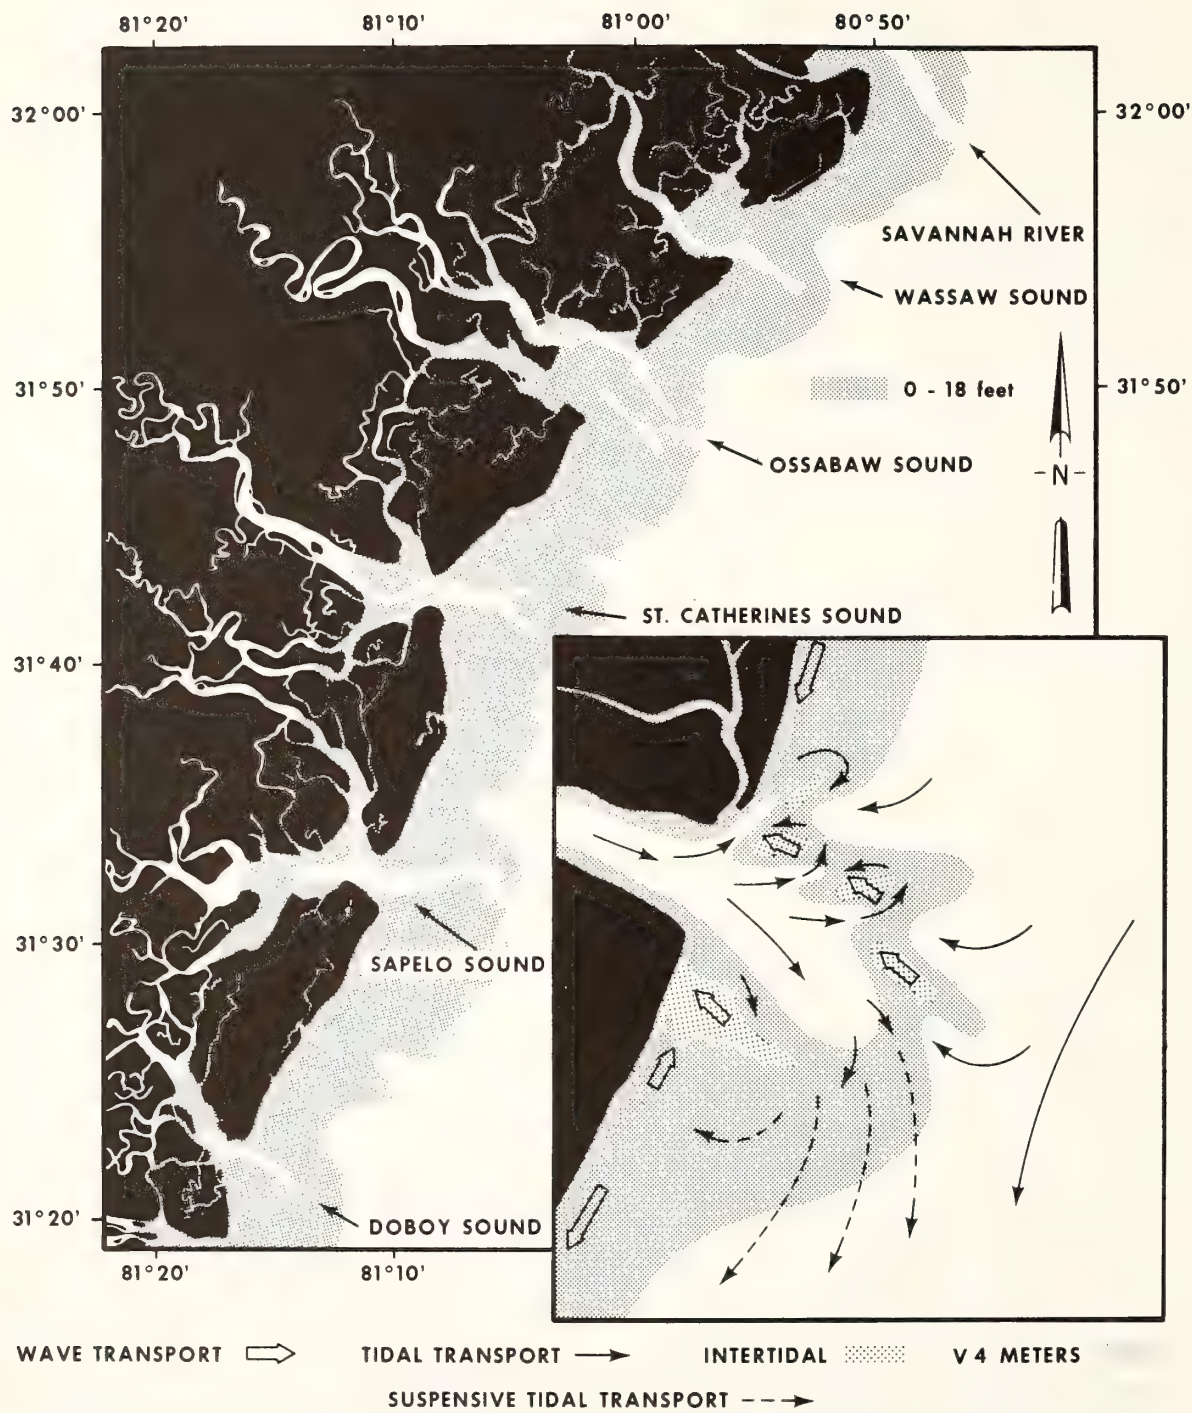 81°20' 81°10' 81°00' 80°50'
32°00' 32°00'
SAVANNAH RIVER
WASSAW SOUND
31°50' 0 - 18 feet 31°50'
OSSABAW SOUND
N
ST. CATHERINES SOUND
31°40'
31°30'
SAPELO SOUND
31°20'
DOBOY SOUND
81°20' 81°10'
WAVE TRANSPORT TIDAL TRANSPORT INTERTIDAL V 4 METERS
SUSPENSIVE TIDAL TRANSPORT